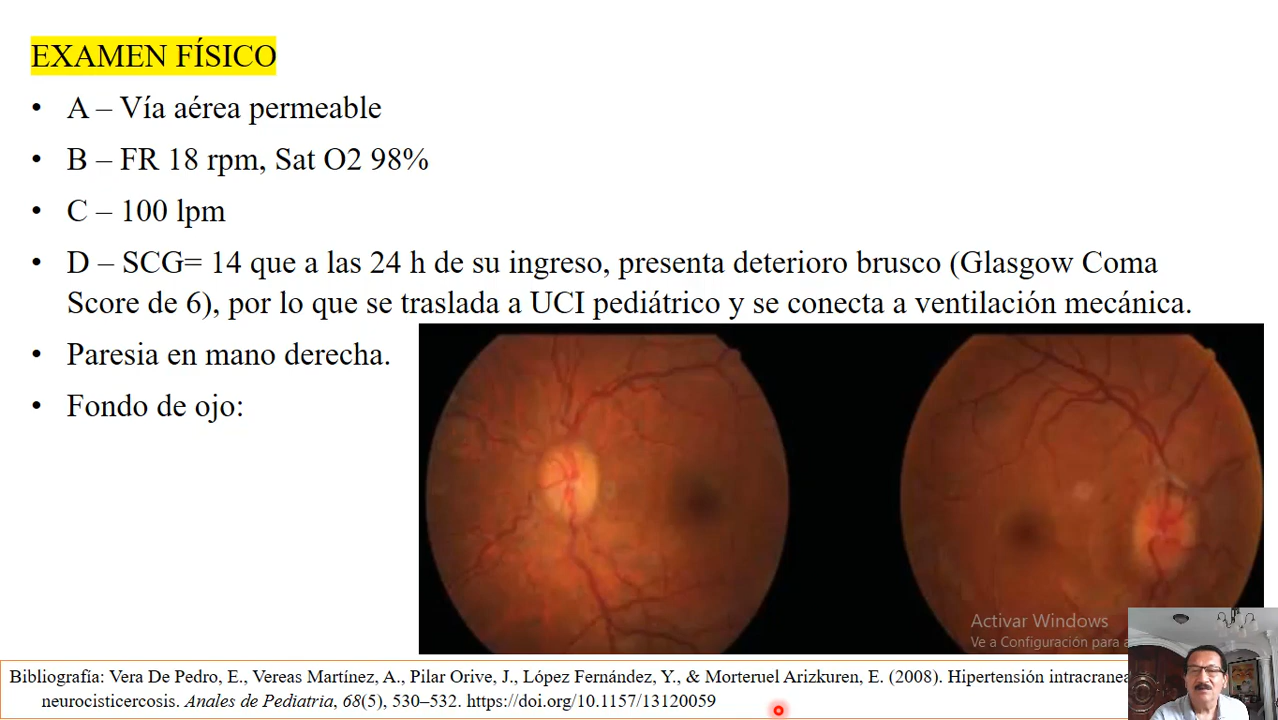 EXAMEN FÍSICO
• A – Vía aérea permeable
• B – FR 18 rpm, Sat O2 98%
• C – 100 lpm
• D – SCG= 14 que a las 24 h de su ingreso, presenta deterioro brusco (Glasgow Coma
Score de 6), por lo que se traslada a UCI pediátrico y se conecta a ventilación mecánica.
• Paresia en mano derecha.
• Fondo de ojo:
Activar Windows
Ve a Configuración para
Bibliografía: Vera De Pedro, E., Vereas Martínez, A., Pilar Orive, J., López Fernández, Y., & Morteruel Arizkuren, E. (2008). Hipertensión
neurocisticercosis. Anales de Pediatria, 68(5), 530–532. https://doi.org/10.1157/13120059